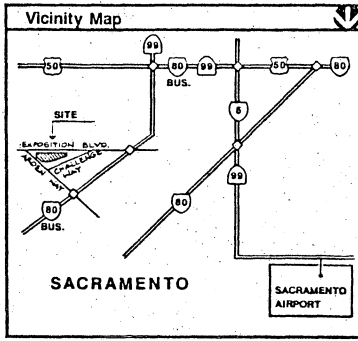 Vicinity Map
99
50
80
BUS.
99
50
80
SITE
5
EXPOSITION BLVD.
ARDEN WAY
CHALLENGE WAY
99
80
80
BUS.
SACRAMENTO
SACRAMENTO
AIRPORT